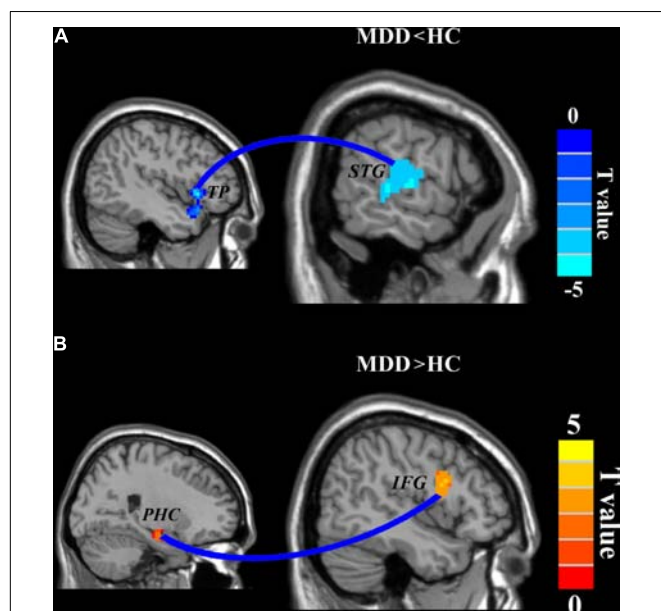 A
MDD<HC
0
TP
STG
T value
-5
B
MDD>HC
5
PHC
IFG
T value
0